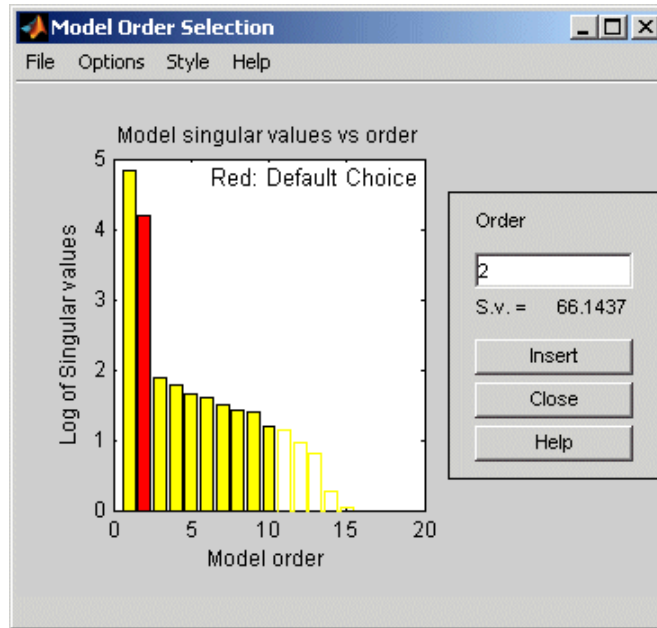 Model Order Selection
File Options Style Help
Model singular values vs order
Red: Default Choice
Log of Singular values
5
4
3
2
1
0
0 5 10 15 20
Model order
Order
2
S.v. = 66.1437
Insert
Close
Help